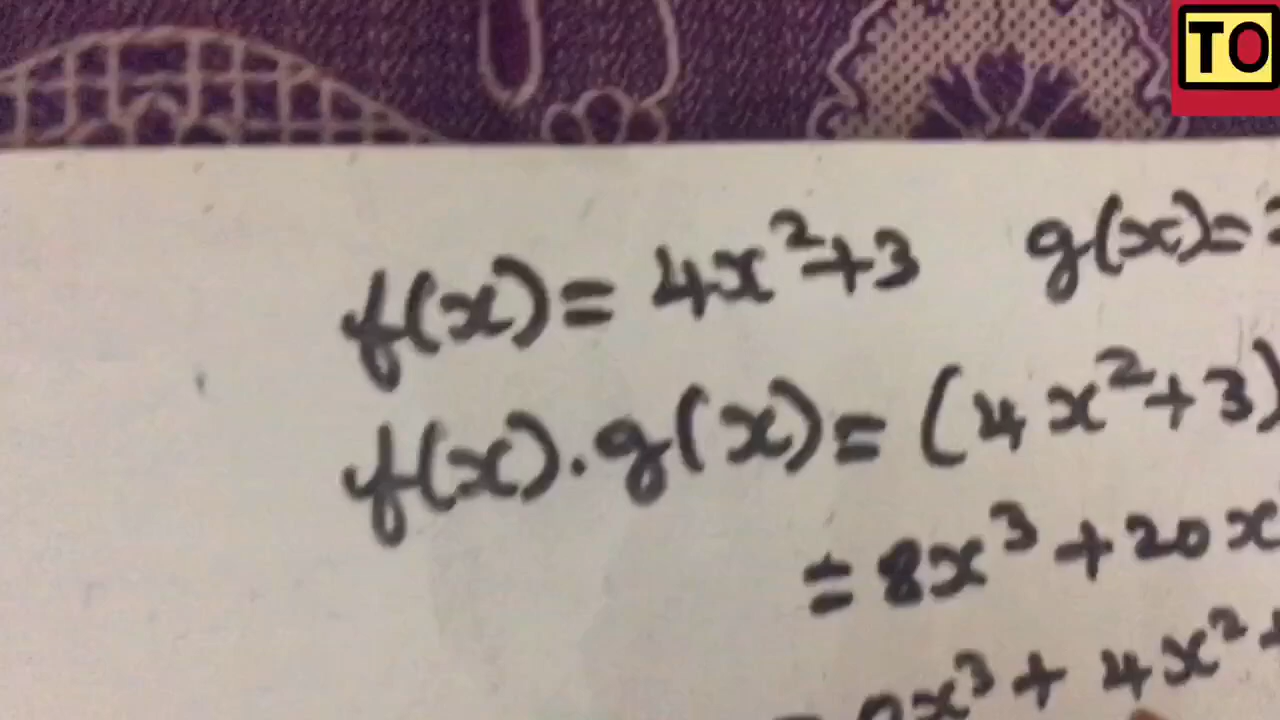 TO
f(x) = 4x²+3 g(x) =
f(x).g(x) = (4x²+3)
= 8x³ + 20x
x³ + 4x²